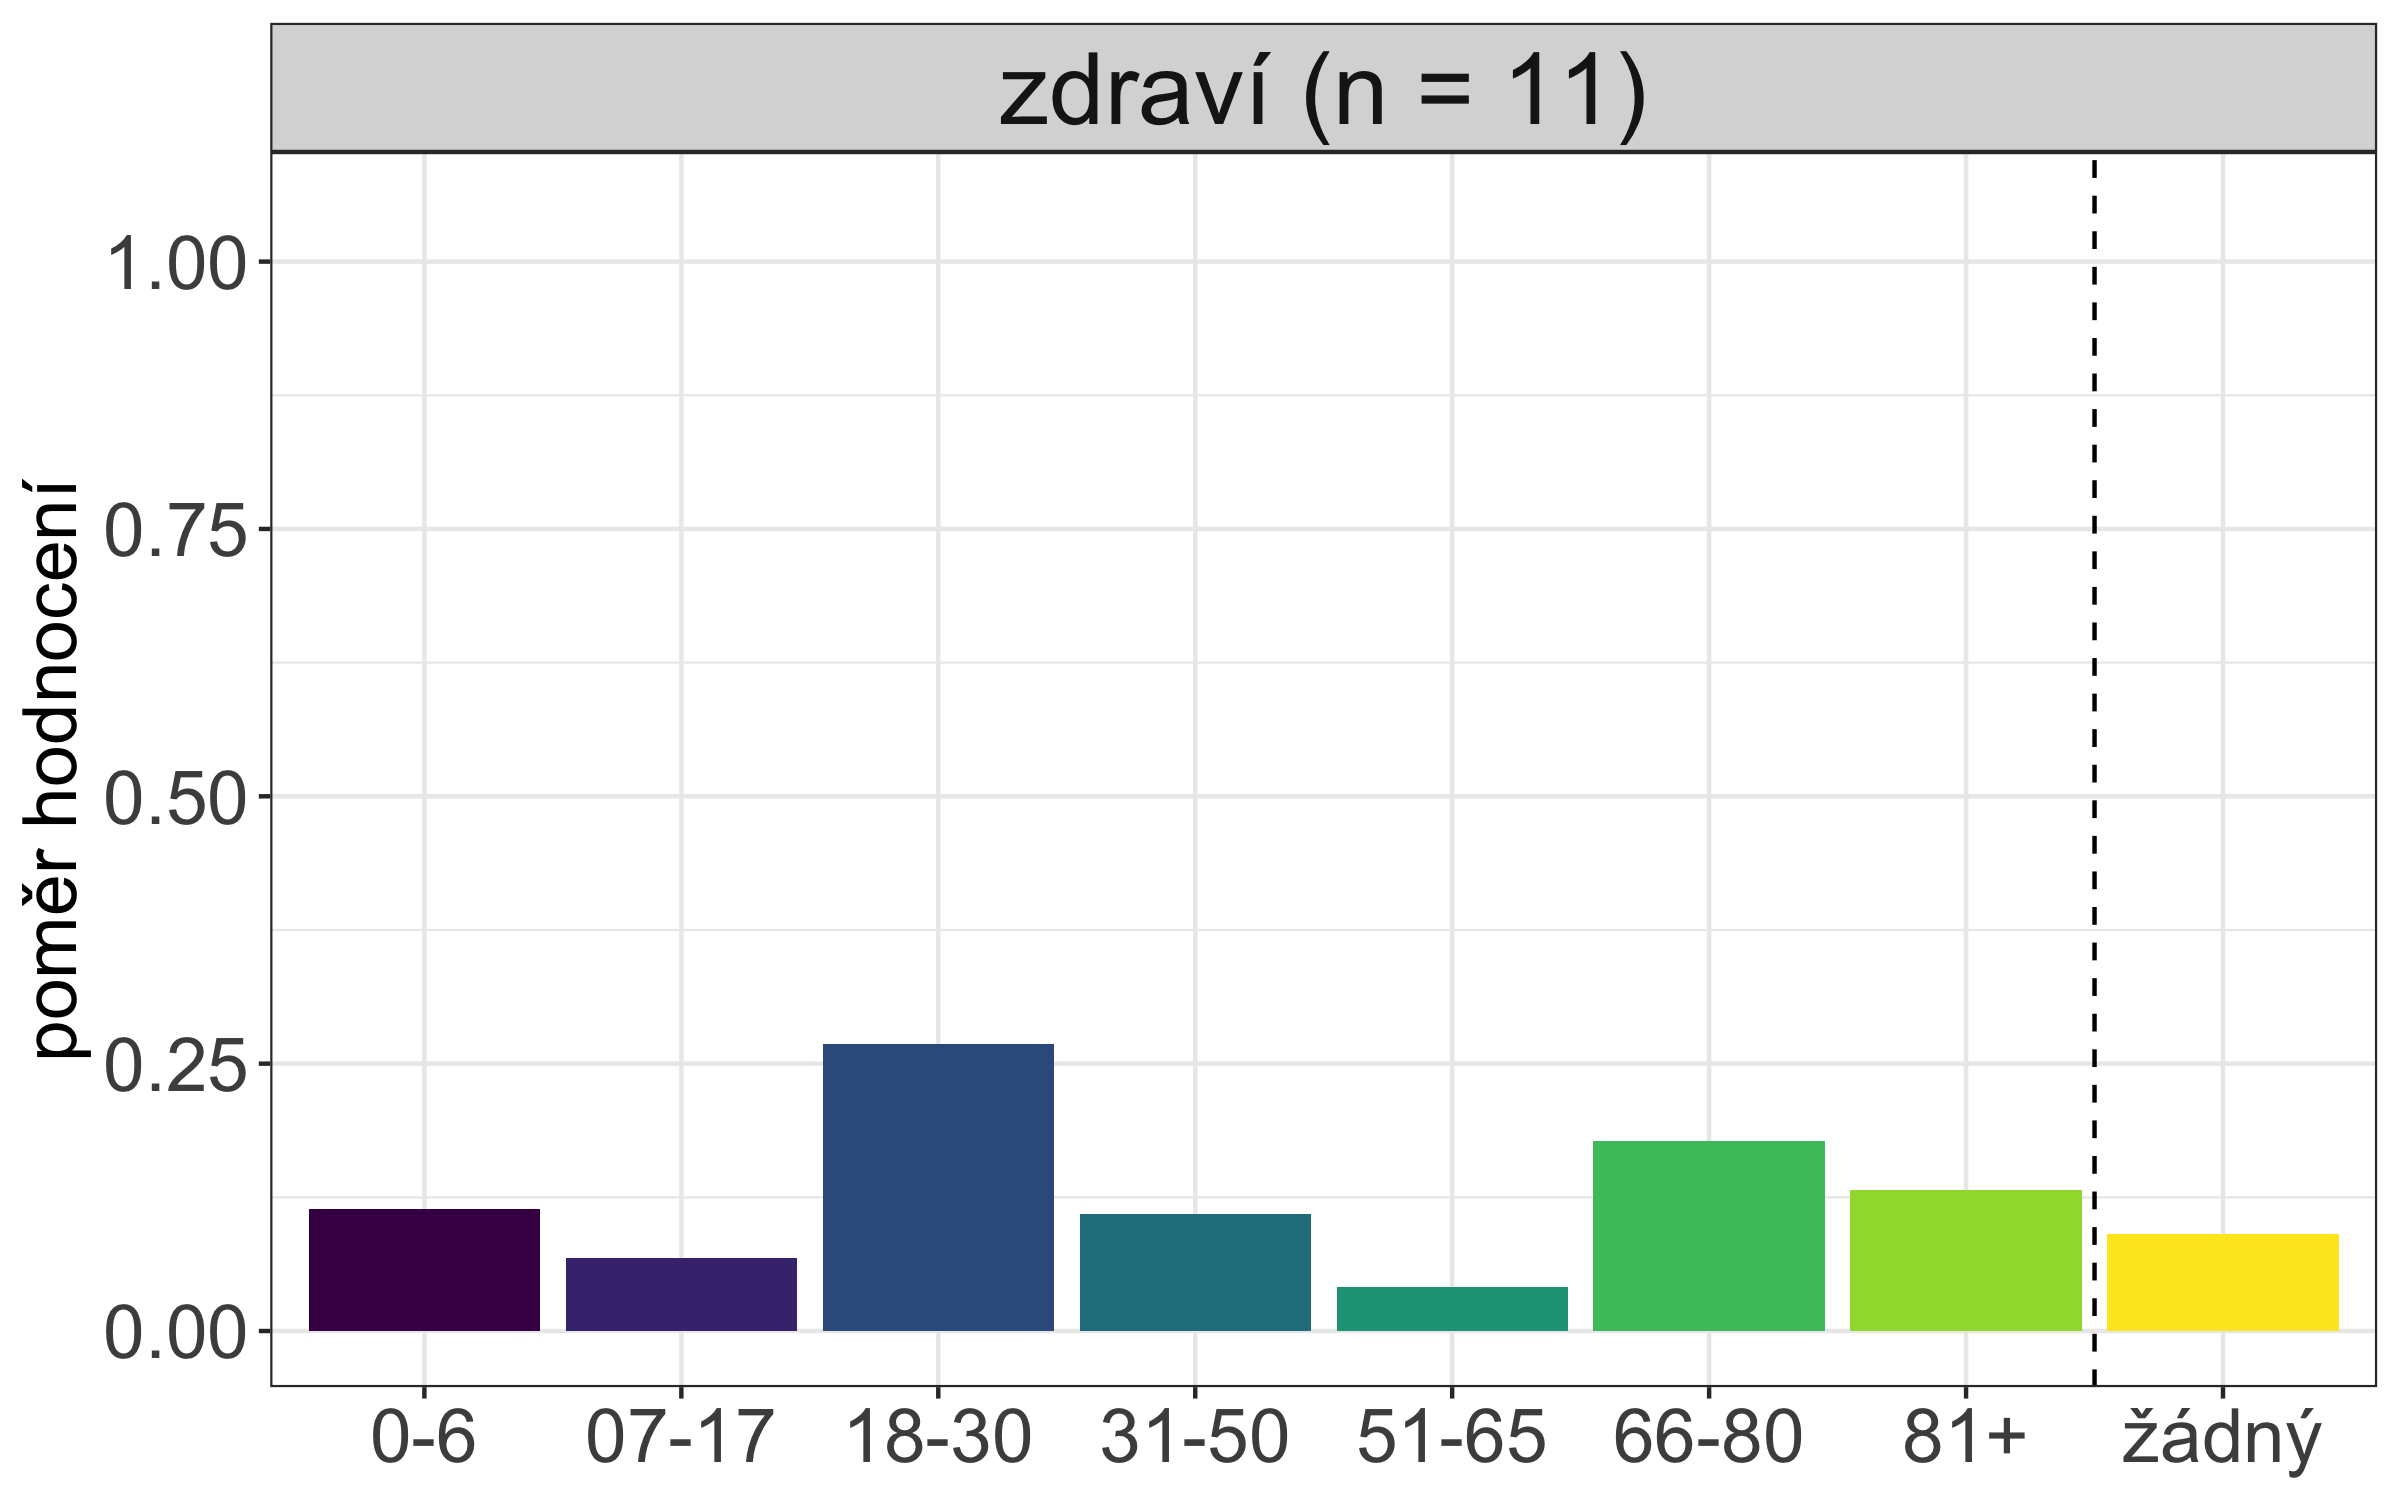 zdraví (n = 11)
poměr hodnocení
1.00
0.75
0.50
0.25
0.00
0-6 07-17 18-30 31-50 51-65 66-80 81+ žádný